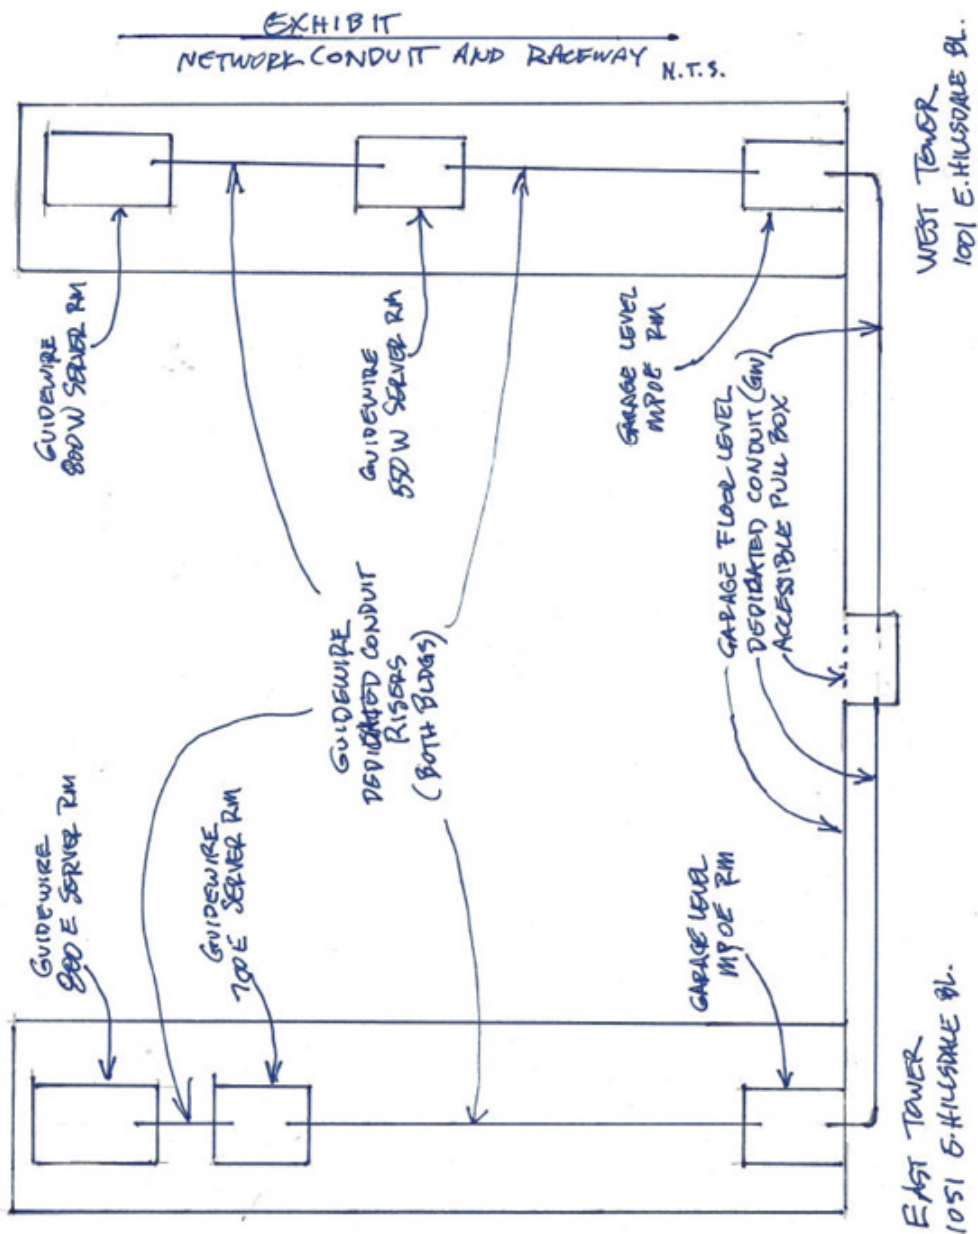 EXHIBIT
NETWORK CONDUIT AND RACEWAY
N.T.S.
GUIDEWIRE
800 E SERVER RM
GUIDEWIRE
700 E SERVER RM
GUIDEWIRE
800W SERVER RM
GUIDEWIRE
550W SERVER RM
GUIDEWIRE
DEDICATED CONDUIT
RISERS
(BOTH BLDGS)
GARAGE LEVEL
MPOE RM
GARAGE LEVEL
MPOE RM
GARAGE FLOOR LEVEL
DEDICATED CONDUIT (GW)
ACCESSIBLE PULL BOX
EAST TOWER
1051 E. HILLSDALE BL.
WEST TOWER
1001 E. HILLSDALE BL.